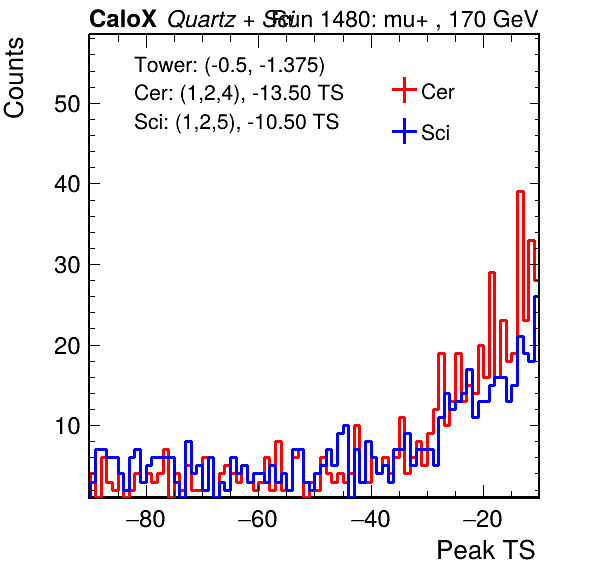 CaloX Quartz + Sci Run 1480: mu+ , 170 GeV
Counts
Tower: (-0.5, -1.375)
Cer: (1,2,4), -13.50 TS
Sci: (1,2,5), -10.50 TS
Cer
Sci
50
40
30
20
10
−80 −60 −40 −20
Peak TS